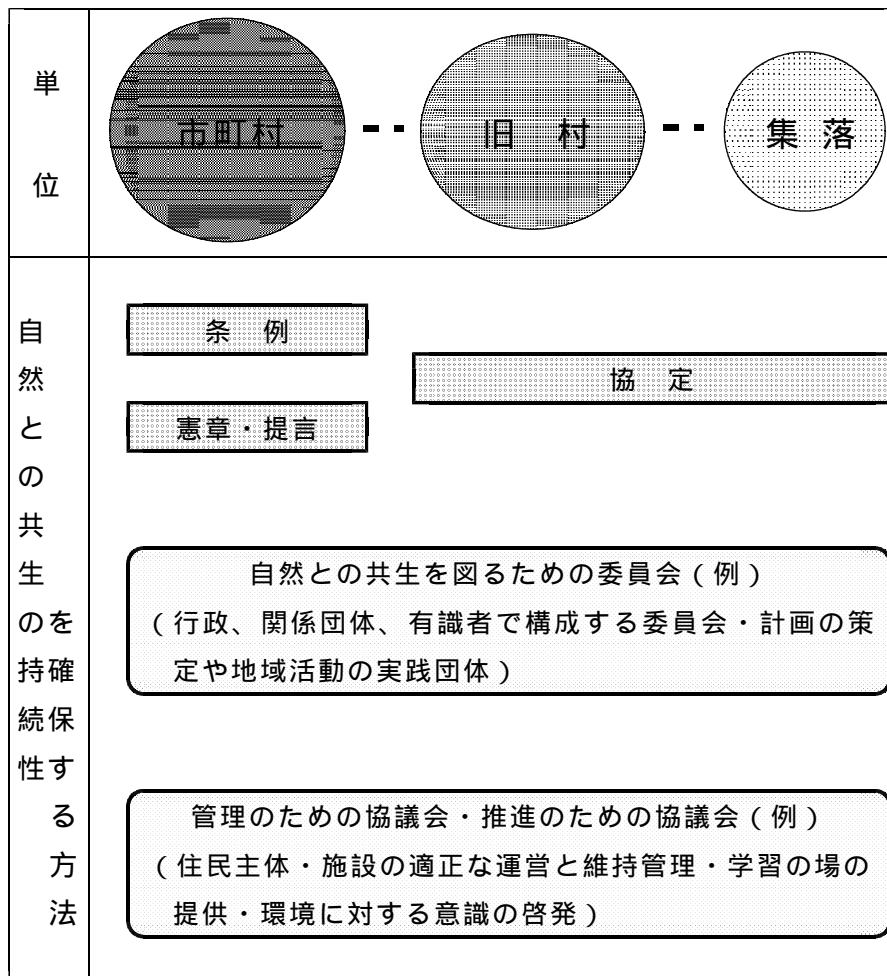 単位
市町村
旧 村
集 落
自然との共生の持続性
を確保する方法
条 例
協 定
憲章・提言
自然との共生を図るための委員会(例)
(行政、関係団体、有識者で構成する委員会・計画の策
定や地域活動の実践団体)
管理のための協議会・推進のための協議会(例)
(住民主体・施設の適正な運営と維持管理・学習の場の
提供・環境に対する意識の啓発)